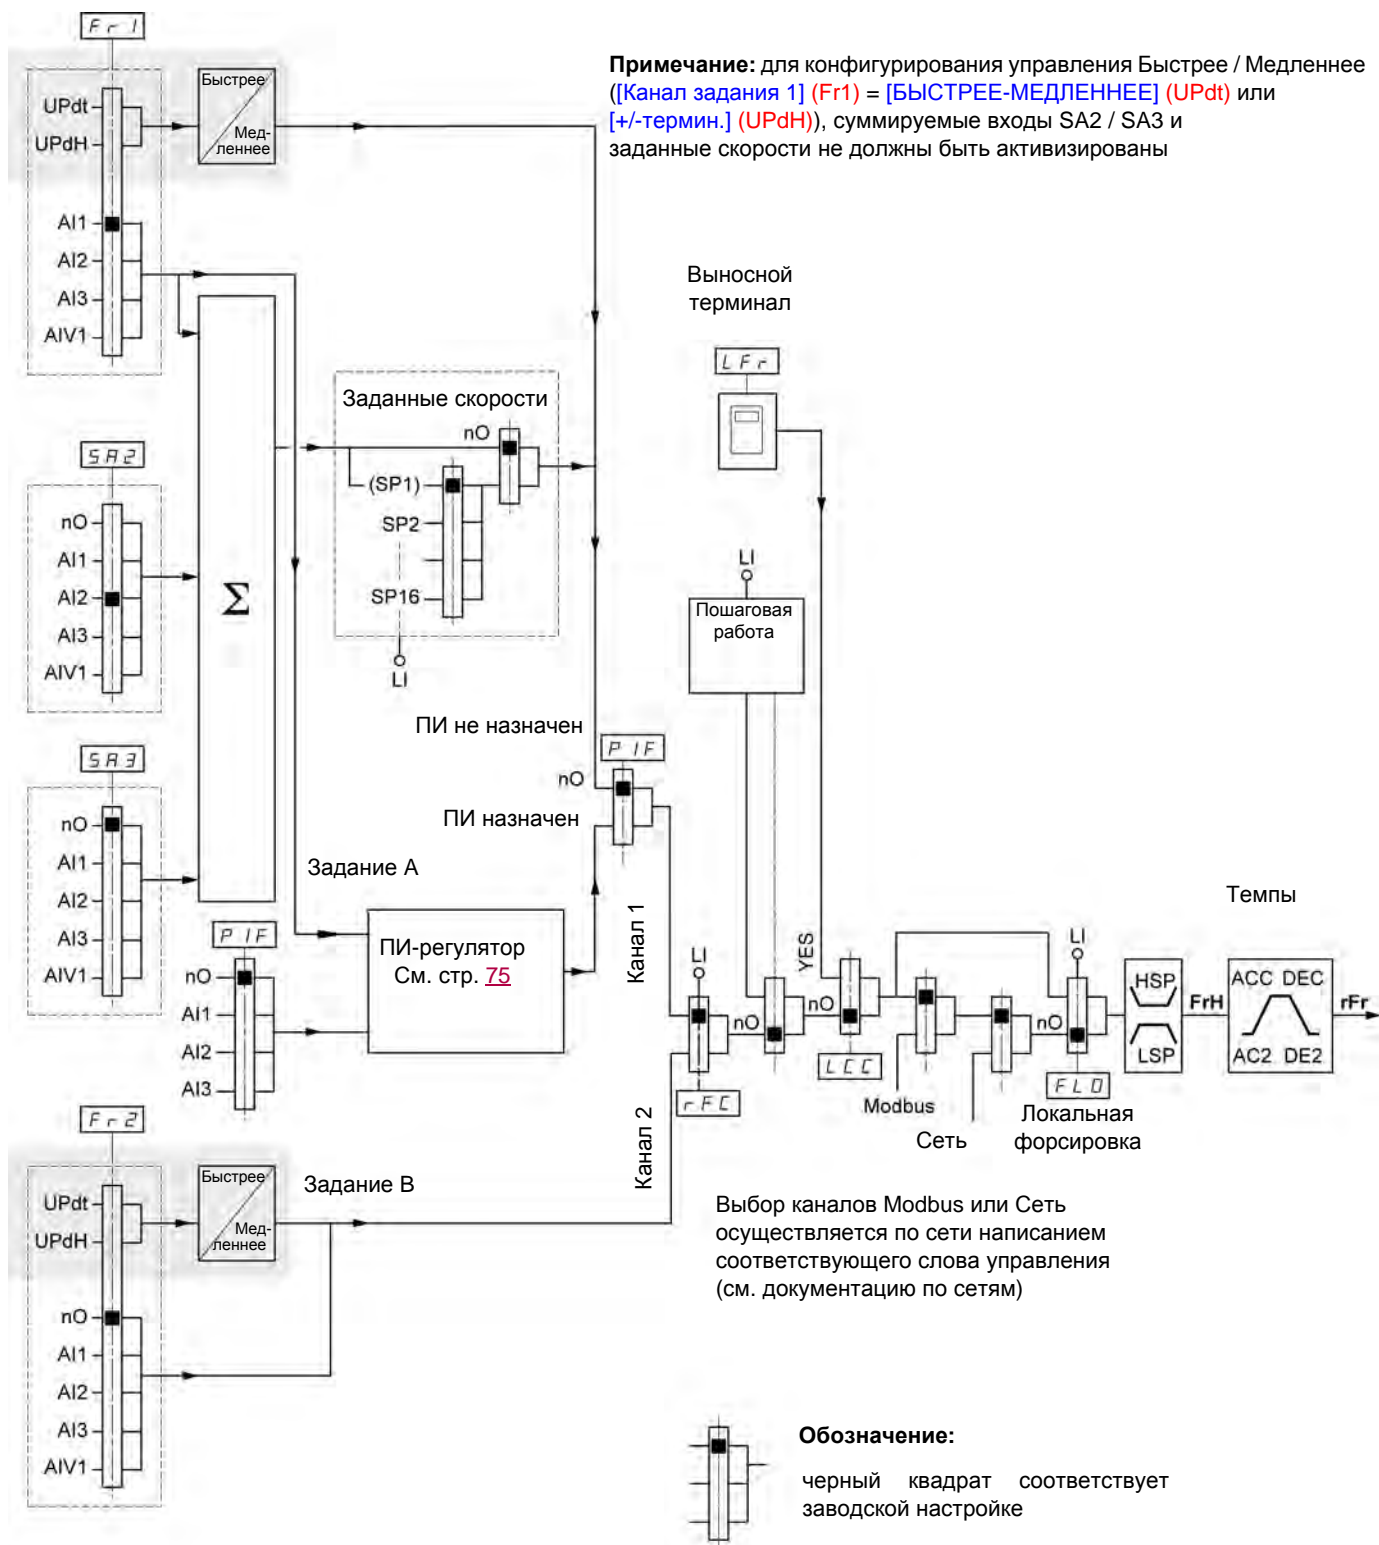 Fr1
Быстрее
Мед-
леннее
UPdt
UPdH
AI1
AI2
AI3
AIV1
Примечание: для конфигурирования управления Быстрее / Медленнее
([Канал задания 1] (Fr1) = [БЫСТРЕЕ-МЕДЛЕННЕЕ] (UPdt) или
[+/-термин.] (UPdH)), суммируемые входы SA2 / SA3 и
заданные скорости не должны быть активизированы
Выносной
терминал
LFr
SA2
nO
AI1
AI2
AI3
AIV1
Σ
Заданные скорости
nO
(SP1)
SP2
SP16
LI
LI
Пошаговая
работа
SA3
nO
AI1
AI2
AI3
AIV1
ПИ не назначен
PIF
nO
ПИ назначен
Задание А
PIF
nO
AI1
AI2
AI3
ПИ-регулятор
См. стр. 75
Канал 1
LI
nO
rFC
YES
nO
LCC
Modbus
Сеть
nO
LI
FLO
Локальная
форсировка
HSP
LSP
FrH
Темпы
ACC DEC
AC2 DE2
rFr
Канал 2
Fr2
UPdt
UPdH
nO
AI1
AI2
AI3
AIV1
Быстрее
Мед-
леннее
Задание В
Выбор каналов Modbus или Сеть
осуществляется по сети написанием
соответствующего слова управления
(см. документацию по сетям)
Обозначение:
черный квадрат соответствует
заводской настройке